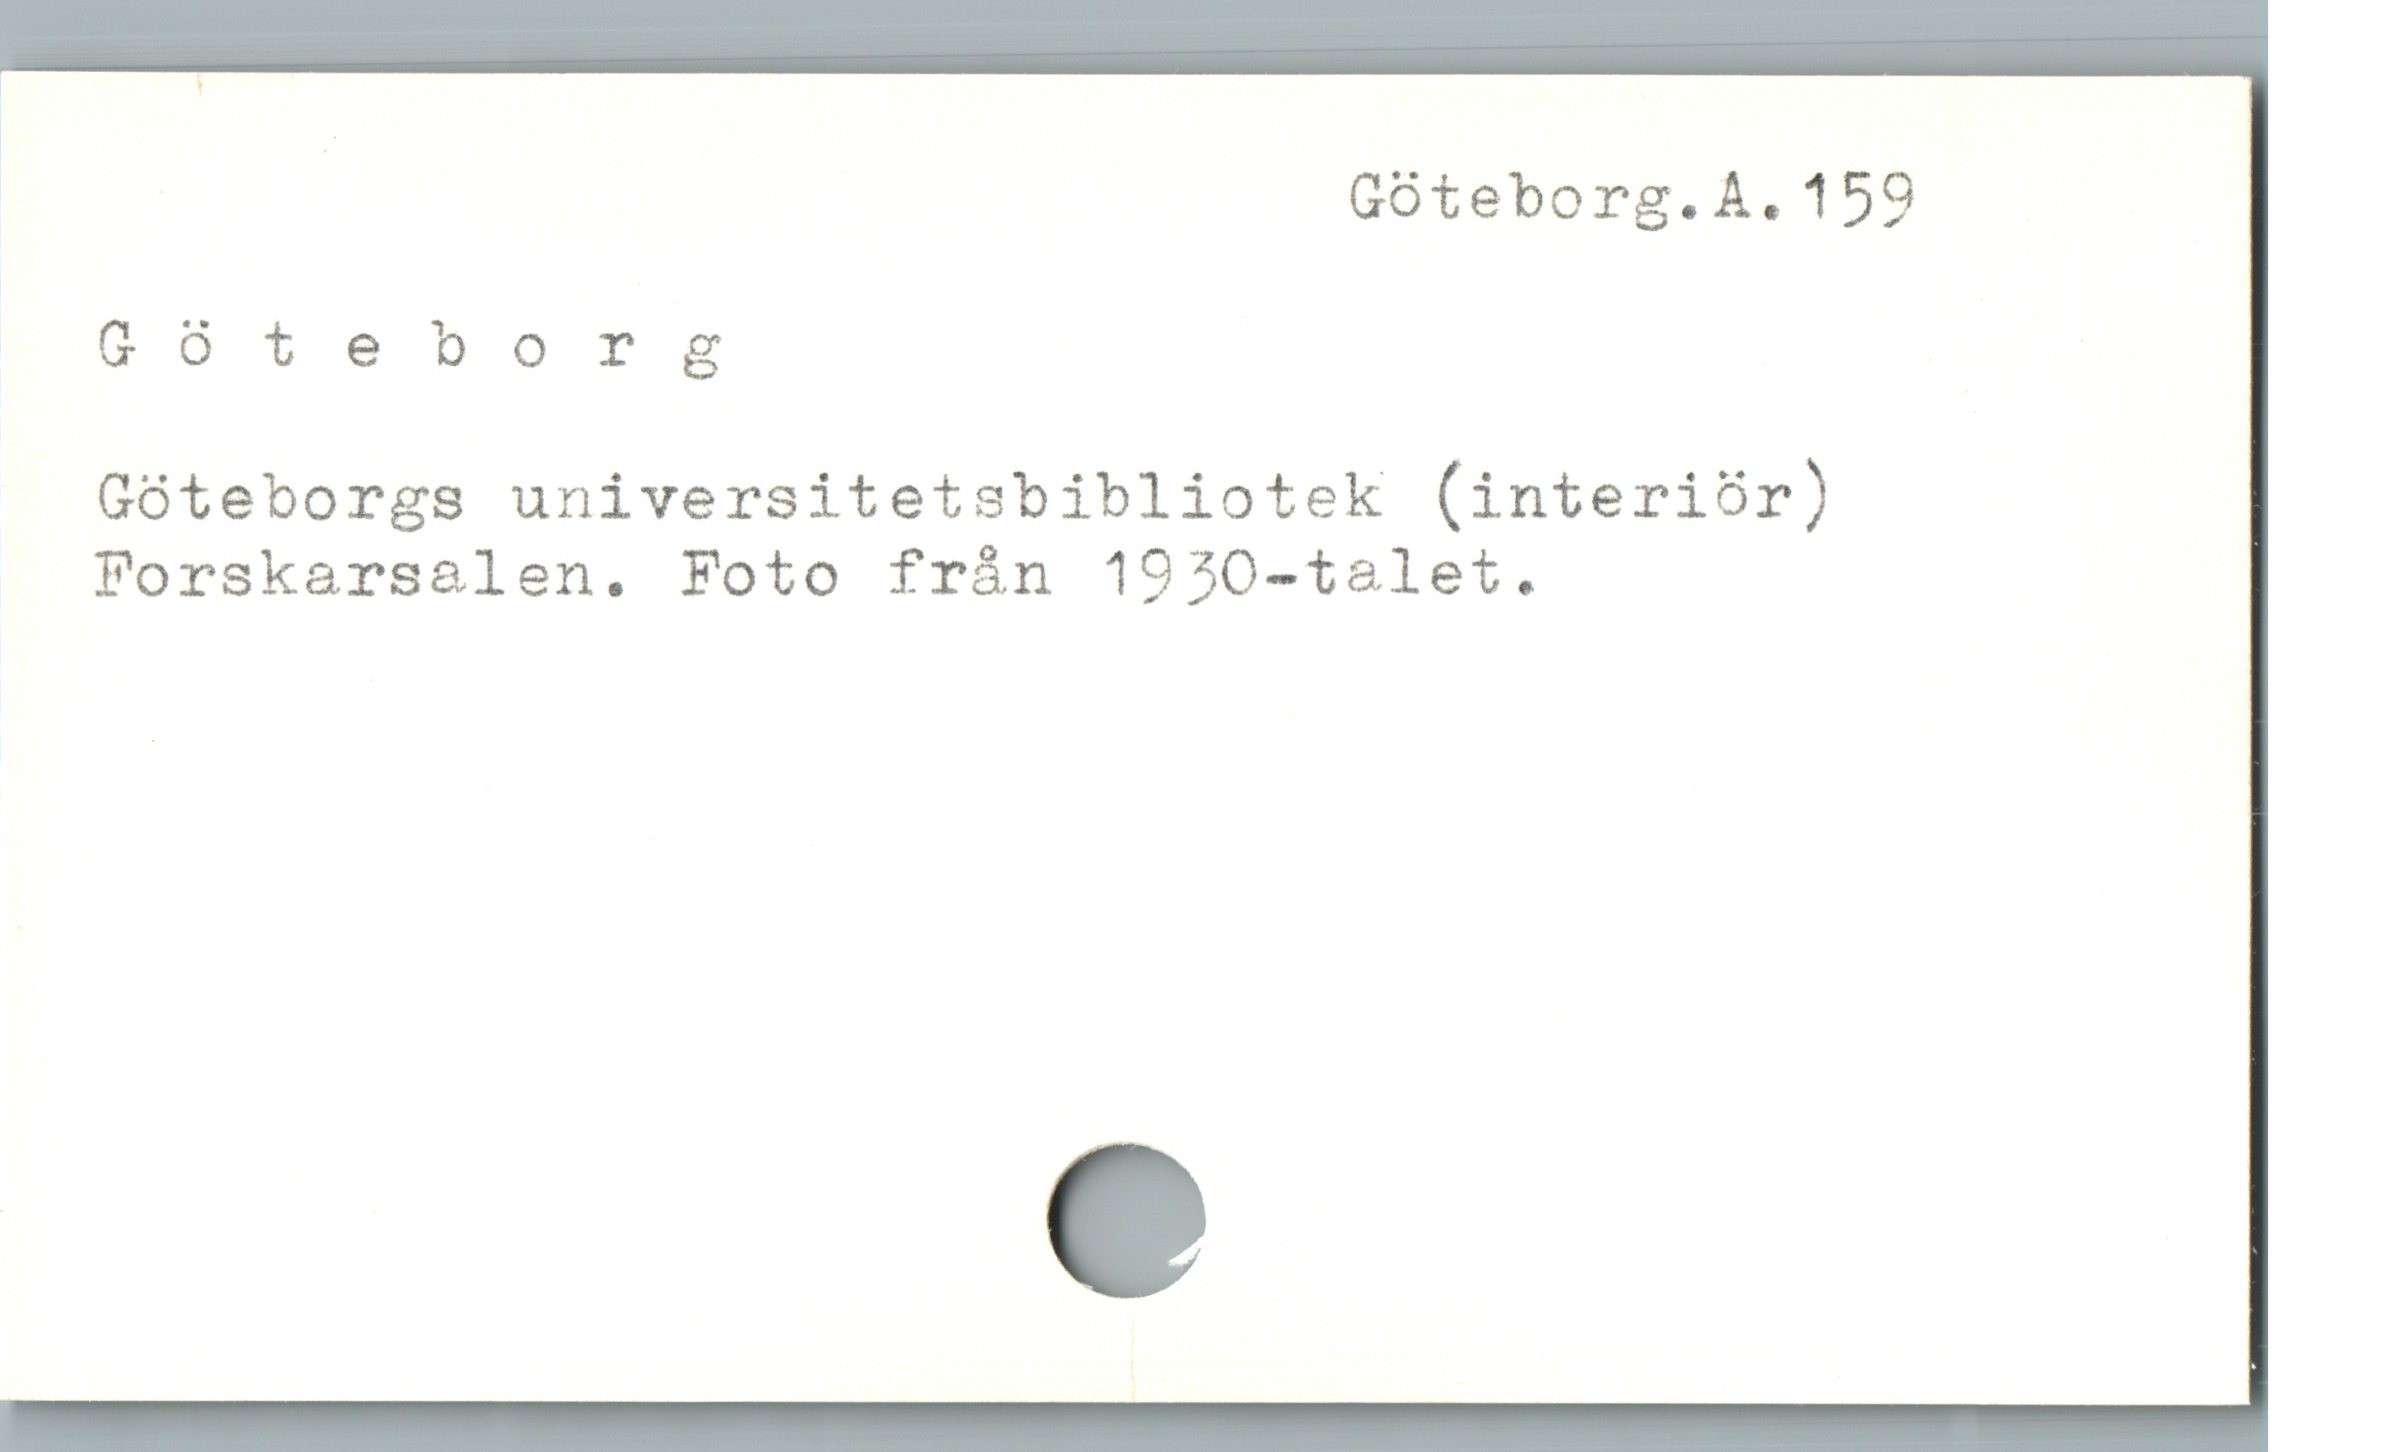 Göteborg.A.159
G ö t e b o r g
Göteborgs universitetsbibliotek (interiör)
Forskarsalen. Foto från 1930-talet.